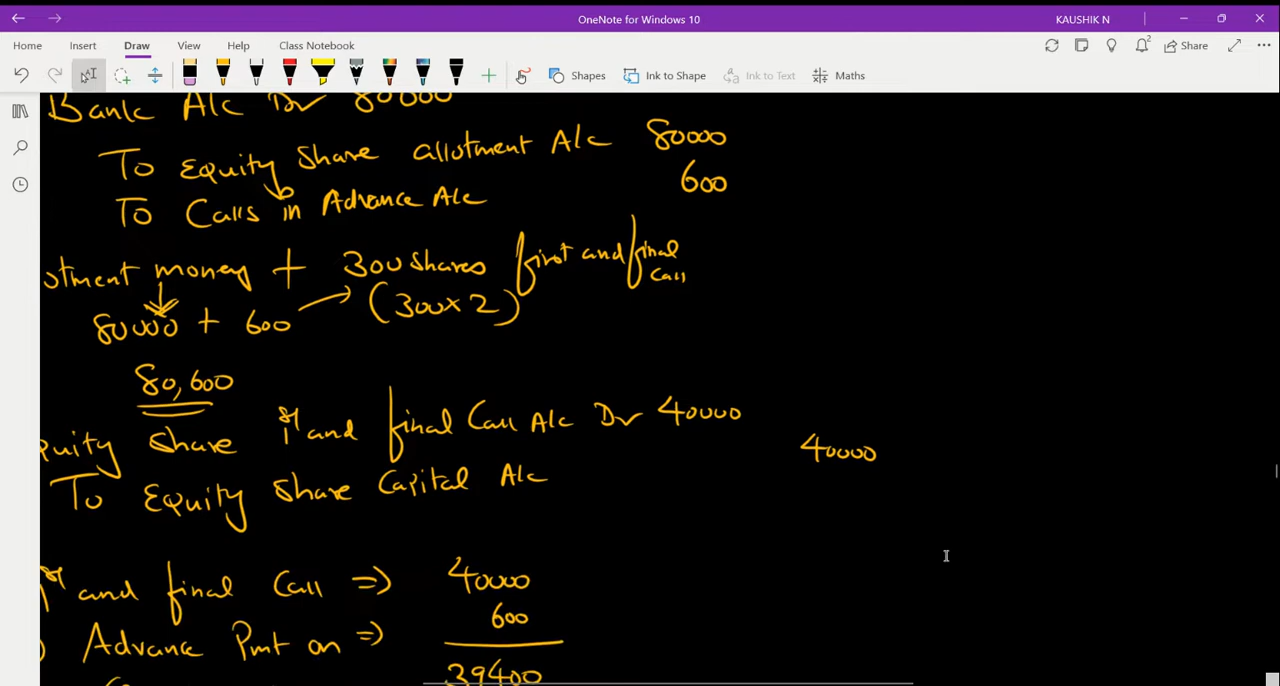 OneNote for Windows 10
KAUSHIK N
Home Insert Draw View Help Class Notebook
2 Share
Shapes Ink to Shape Ink to Text Maths
Bank A/c Dr 80000
To Equity Share allotment A/c 80000
To Calls in Advance A/c 600
otment money + 300 shares first and final call
80000 + 600 (300 x 2)
80,600
quity share 1st and final Call A/c Dr 40000
To Equity Share Capital A/c 40000
1st and final Call => 40000
) Advance Pmt on => 600
39400